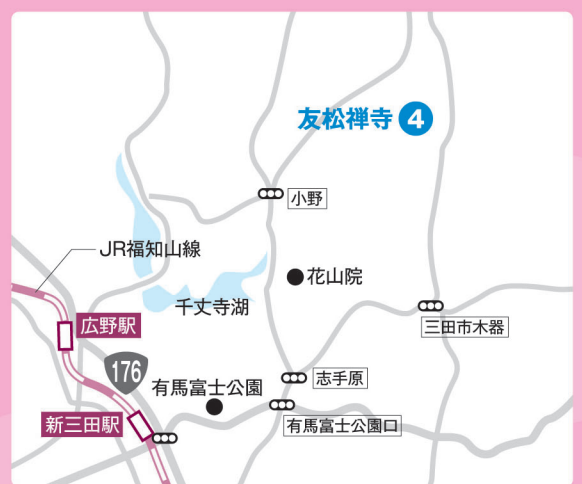 友松禅寺 4
小野
JR福知山線
花山院
千丈寺湖
広野駅
三田市木器
176
志手原
有馬富士公園
新三田駅
有馬富士公園口